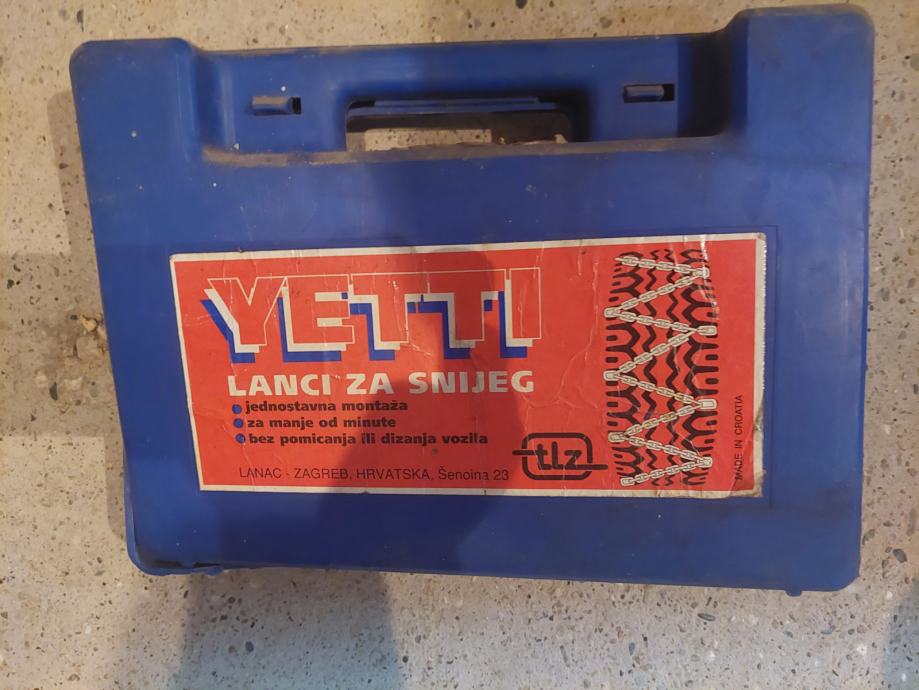 YETTI
LANCI ZA SNIJEG
jednostavna montaža
za manje od minute
bez pomicanja ili dizanja vozila
LANAC - ZAGREB, HRVATSKA, Šenoina 23
tlz
MADE IN CROATIA